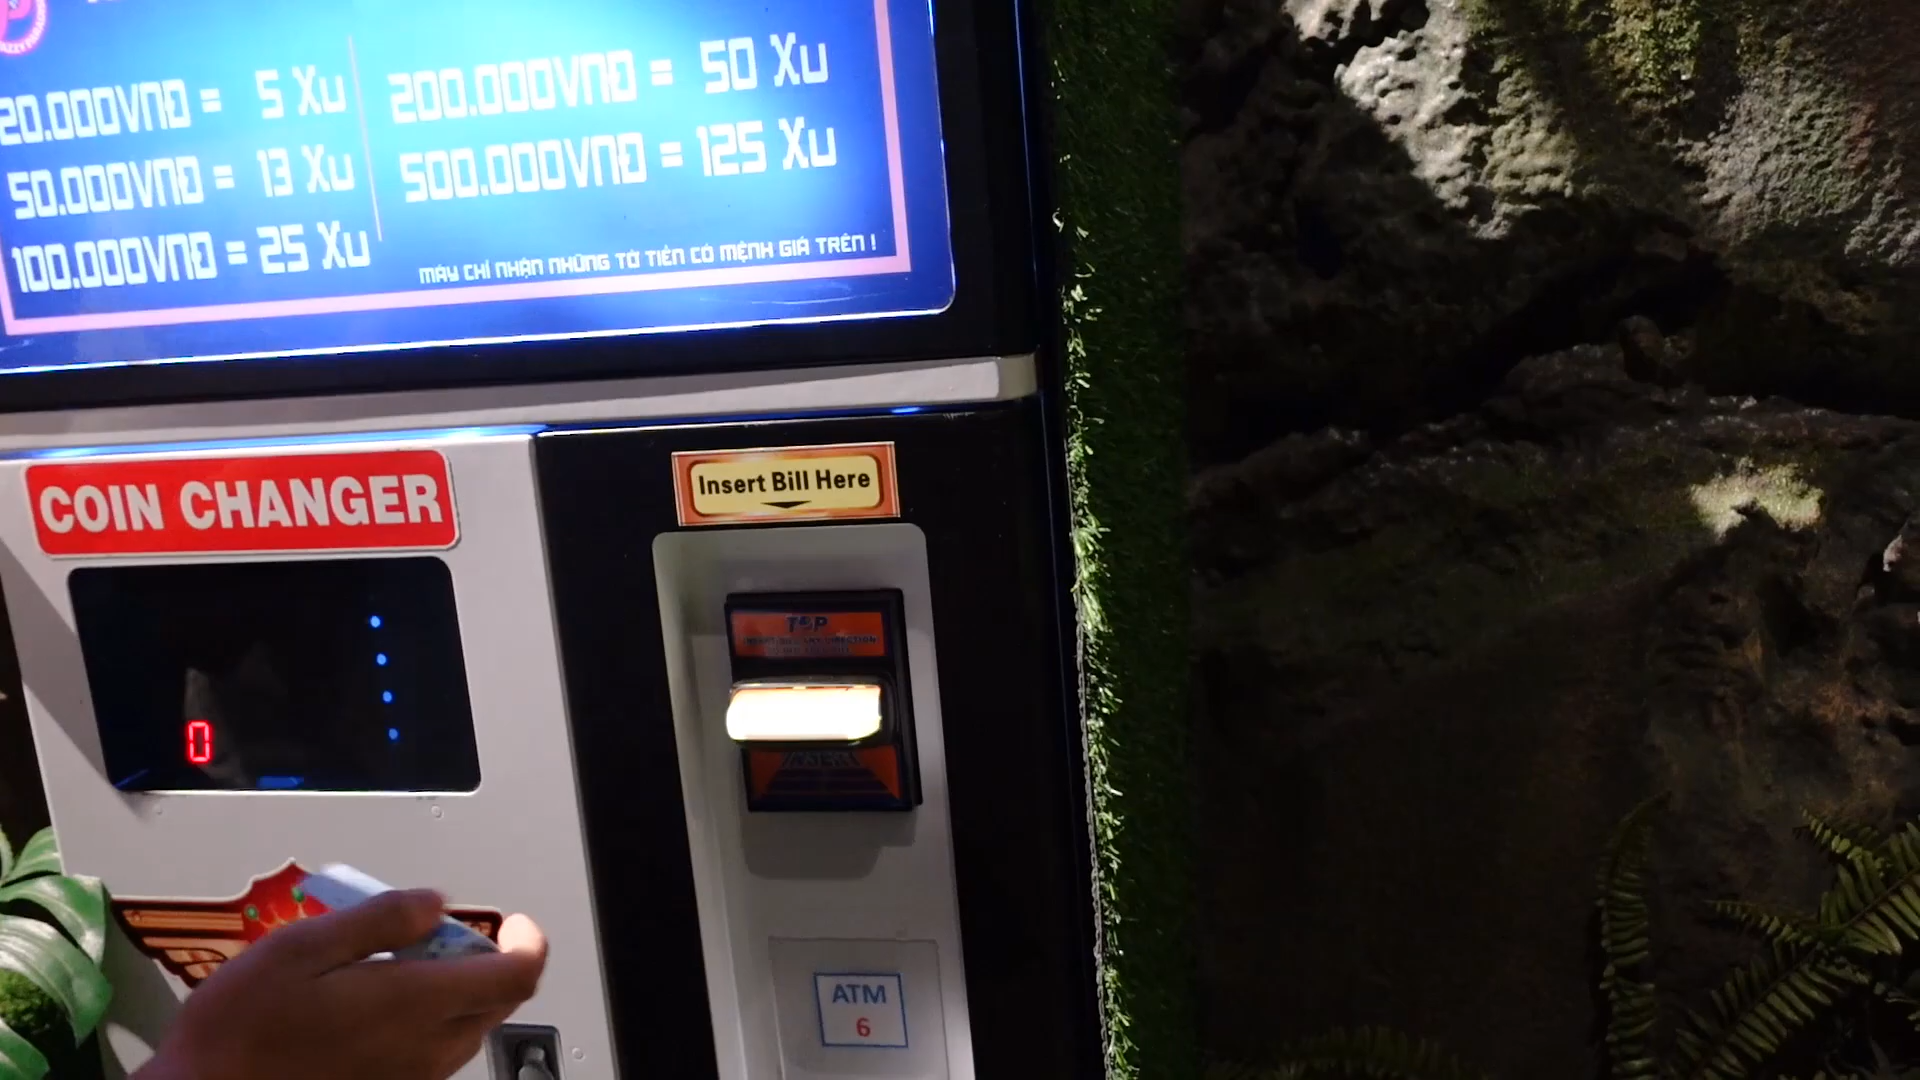 20.000VNĐ = 5 Xu
50.000VNĐ = 13 Xu
100.000VNĐ = 25 Xu
200.000VNĐ = 50 Xu
500.000VNĐ = 125 Xu
MÁY CHỈ NHẬN NHỮNG TỜ TIỀN CÓ MỆNH GIÁ TRÊN !
COIN CHANGER
0
Insert Bill Here
TOP
INSERT
ATM
6